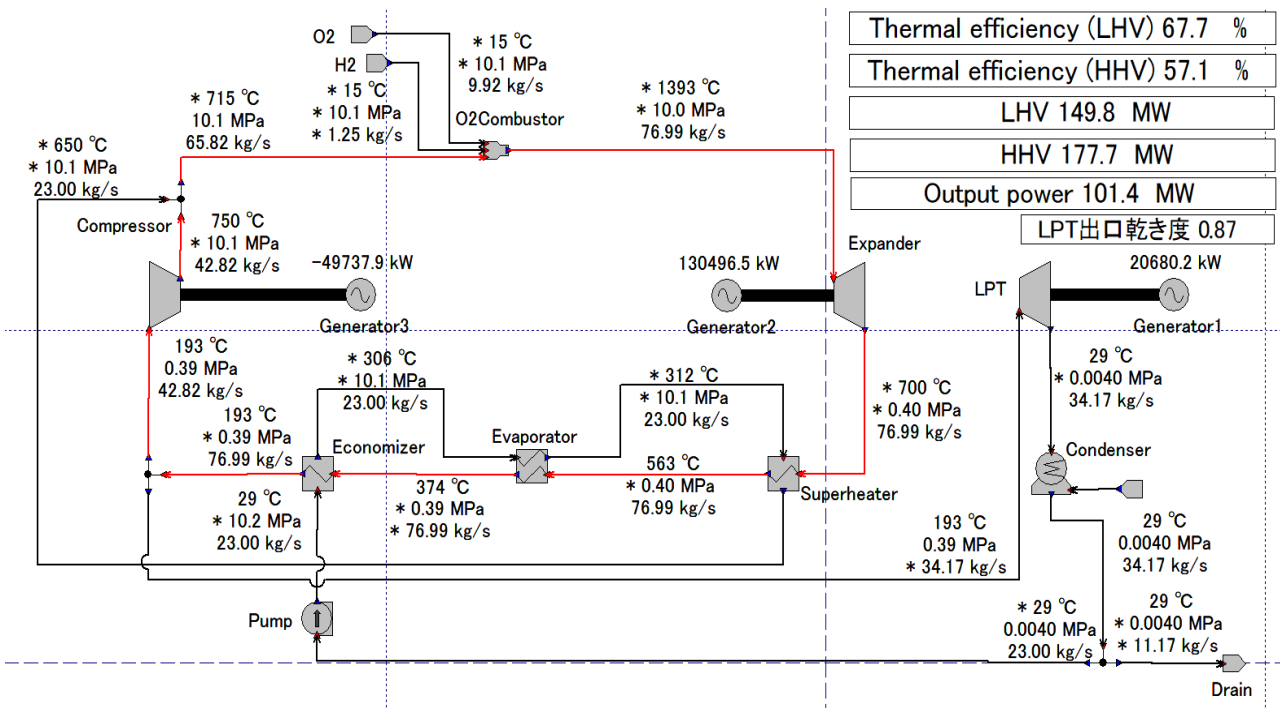 Thermal efficiency (LHV) 67.7 %
Thermal efficiency (HHV) 57.1 %
LHV 149.8 MW
HHV 177.7 MW
Output power 101.4 MW
LPT出口乾き度 0.87
O2
H2
* 15 ℃
* 10.1 MPa
9.92 kg/s
* 15 ℃
* 10.1 MPa
* 1.25 kg/s
O2Combustor
* 1393 ℃
* 10.0 MPa
76.99 kg/s
* 715 ℃
10.1 MPa
65.82 kg/s
* 650 ℃
* 10.1 MPa
23.00 kg/s
Compressor
750 ℃
* 10.1 MPa
42.82 kg/s
-49737.9 kW
Generator3
130496.5 kW
Generator2
Expander
LPT
20680.2 kW
Generator1
193 ℃
0.39 MPa
42.82 kg/s
* 306 ℃
* 10.1 MPa
23.00 kg/s
* 312 ℃
* 10.1 MPa
23.00 kg/s
* 700 ℃
* 0.40 MPa
76.99 kg/s
29 ℃
* 0.0040 MPa
34.17 kg/s
193 ℃
* 0.39 MPa
76.99 kg/s
Economizer
Evaporator
Superheater
Condenser
374 ℃
* 0.39 MPa
* 76.99 kg/s
563 ℃
* 0.40 MPa
76.99 kg/s
29 ℃
* 10.2 MPa
23.00 kg/s
193 ℃
0.39 MPa
* 34.17 kg/s
29 ℃
0.0040 MPa
34.17 kg/s
Pump
* 29 ℃
0.0040 MPa
23.00 kg/s
29 ℃
* 0.0040 MPa
* 11.17 kg/s
Drain